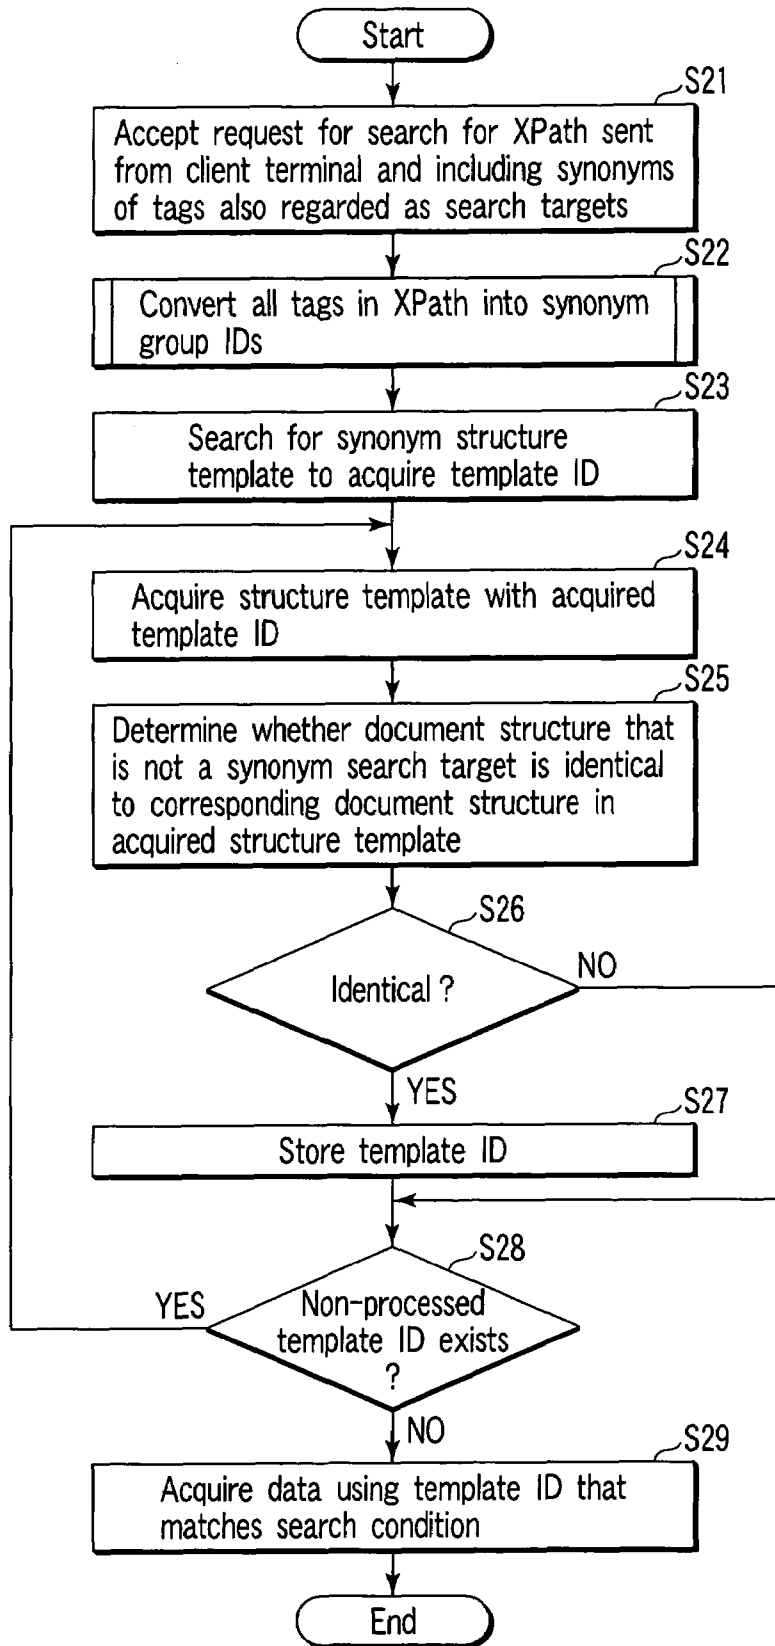 Start
S21
Accept request for search for XPath sent
from client terminal and including synonyms
of tags also regarded as search targets
S22
Convert all tags in XPath into synonym
group IDs
S23
Search for synonym structure
template to acquire template ID
S24
Acquire structure template with acquired
template ID
S25
Determine whether document structure that
is not a synonym search target is identical
to corresponding document structure in
acquired structure template
S26
Identical ?
NO
YES
S27
Store template ID
S28
YES
Non-processed
template ID exists
?
NO
S29
Acquire data using template ID that
matches search condition
End